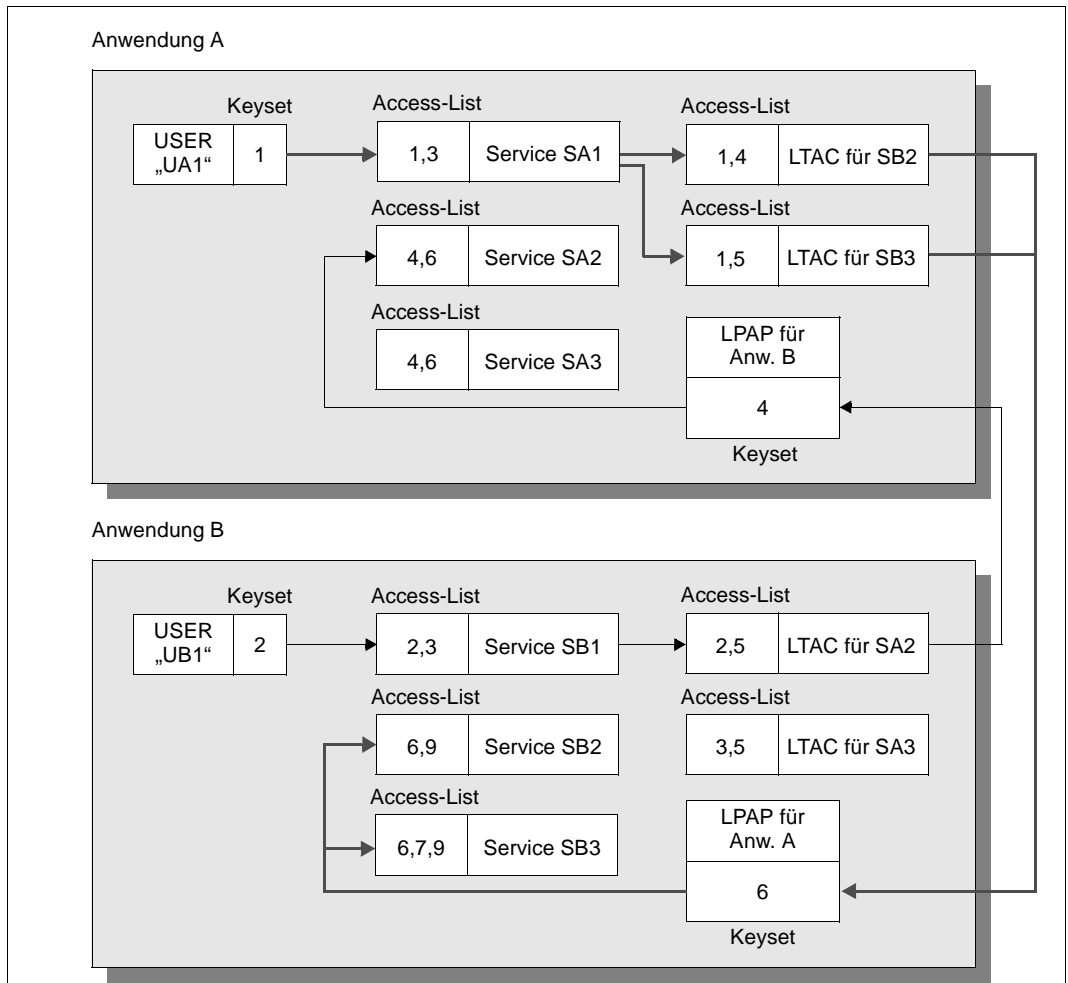 Anwendung A
Keyset
Access-List
Access-List
USER
„UA1“
1
1,3
Service SA1
1,4
LTAC für SB2
Access-List
Access-List
4,6
Service SA2
1,5
LTAC für SB3
Access-List
4,6
Service SA3
LPAP für
Anw. B
4
Keyset
Anwendung B
Keyset
Access-List
Access-List
USER
„UB1“
2
2,3
Service SB1
2,5
LTAC für SA2
Access-List
Access-List
6,9
Service SB2
3,5
LTAC für SA3
Access-List
6,7,9
Service SB3
LPAP für
Anw. A
6
Keyset